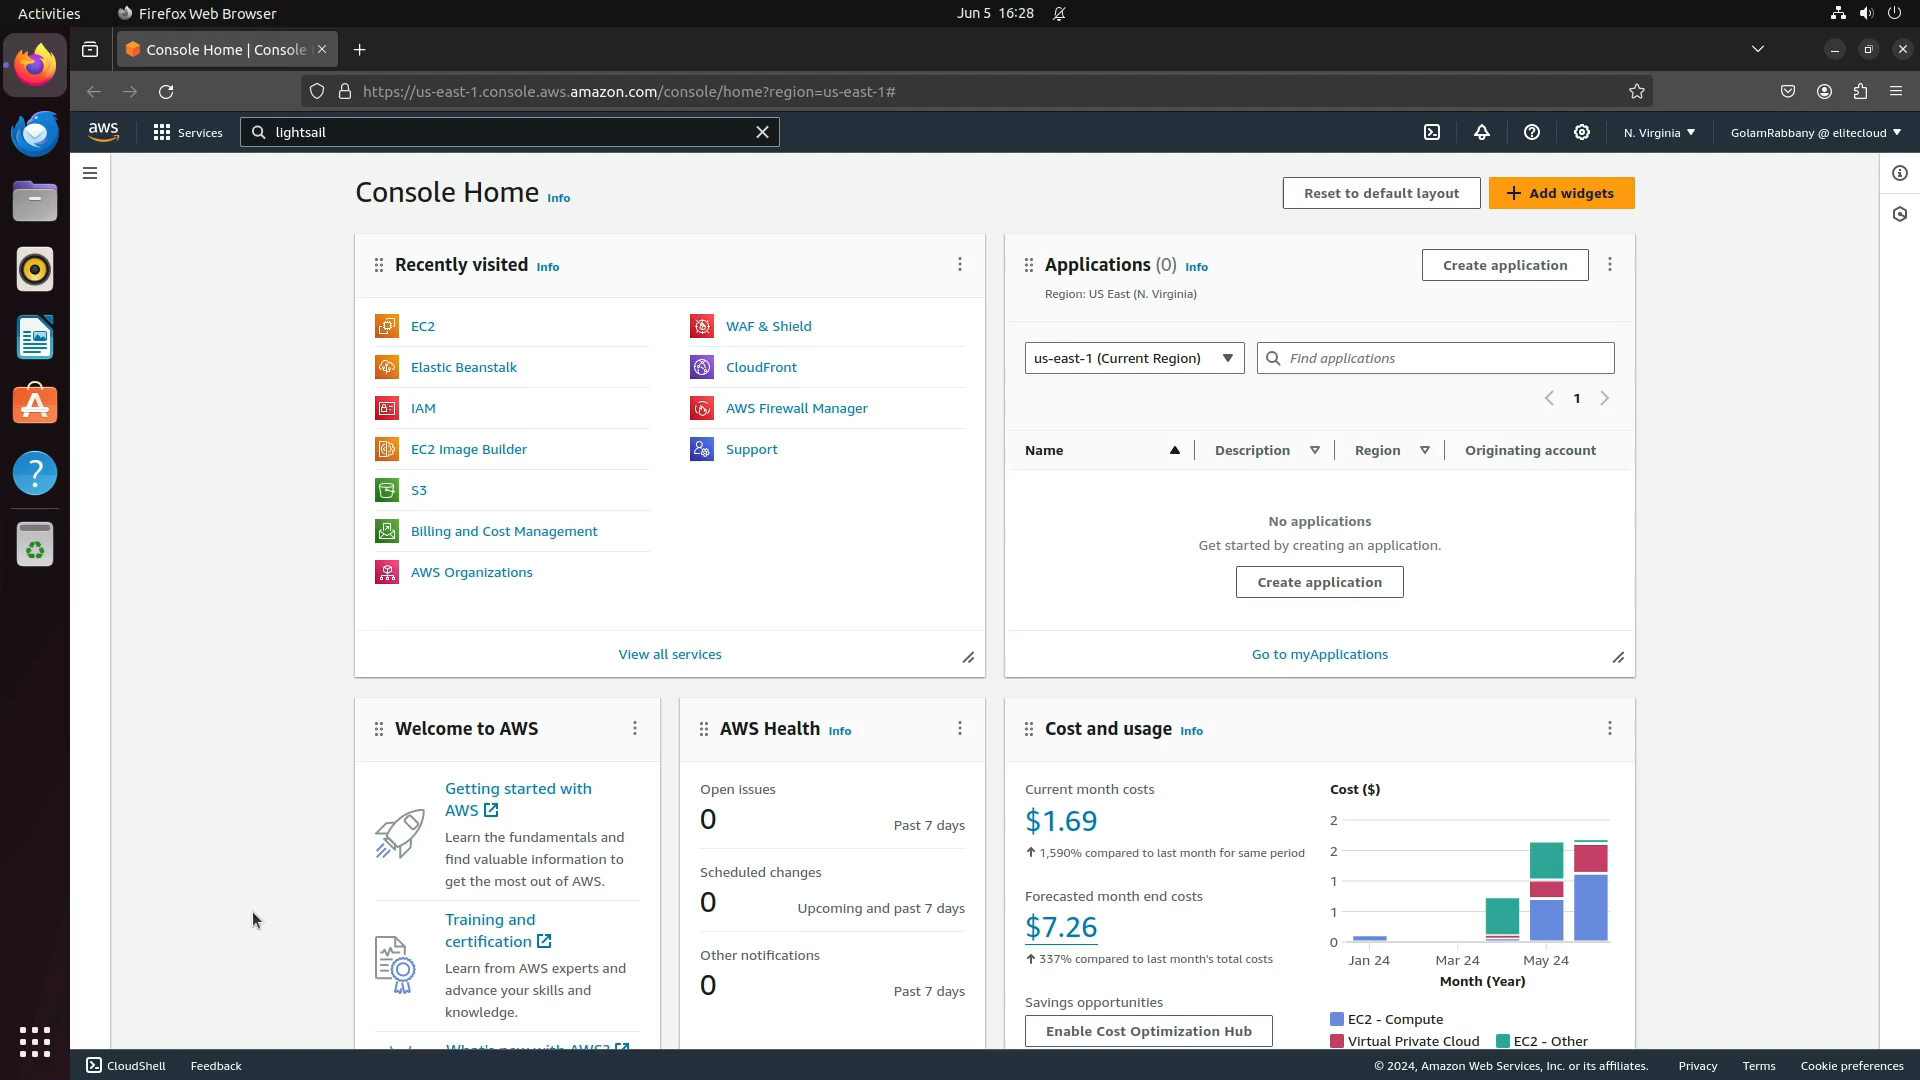 Activities
Firefox Web Browser
Jun 5 16:28
Console Home | Console
https://us-east-1.console.aws.amazon.com/console/home?region=us-east-1#
aws
Services
lightsail
N. Virginia
GolamRabbany @ elitecloud
Console Home Info
Reset to default layout
Add widgets
Recently visited Info
EC2
Elastic Beanstalk
IAM
EC2 Image Builder
S3
Billing and Cost Management
AWS Organizations
WAF & Shield
CloudFront
AWS Firewall Manager
Support
View all services
Applications (0) Info
Region: US East (N. Virginia)
Create application
us-east-1 (Current Region)
Find applications
1
Name
Description
Region
Originating account
No applications
Get started by creating an application.
Create application
Go to myApplications
Welcome to AWS
Getting started with
AWS
Learn the fundamentals and
find valuable information to
get the most out of AWS.
Training and
certification
Learn from AWS experts and
advance your skills and
knowledge.
What's new with AWS?
AWS Health Info
Open issues
0
Past 7 days
Scheduled changes
0
Upcoming and past 7 days
Other notifications
0
Past 7 days
Cost and usage Info
Current month costs
$1.69
1,590% compared to last month for same period
Forecasted month end costs
$7.26
337% compared to last month's total costs
Savings opportunities
Enable Cost Optimization Hub
Cost ($)
2
2
1
1
0
Jan 24
Mar 24
May 24
Month (Year)
EC2 - Compute
Virtual Private Cloud
EC2 - Other
CloudShell
Feedback
© 2024, Amazon Web Services, Inc. or its affiliates.
Privacy
Terms
Cookie preferences